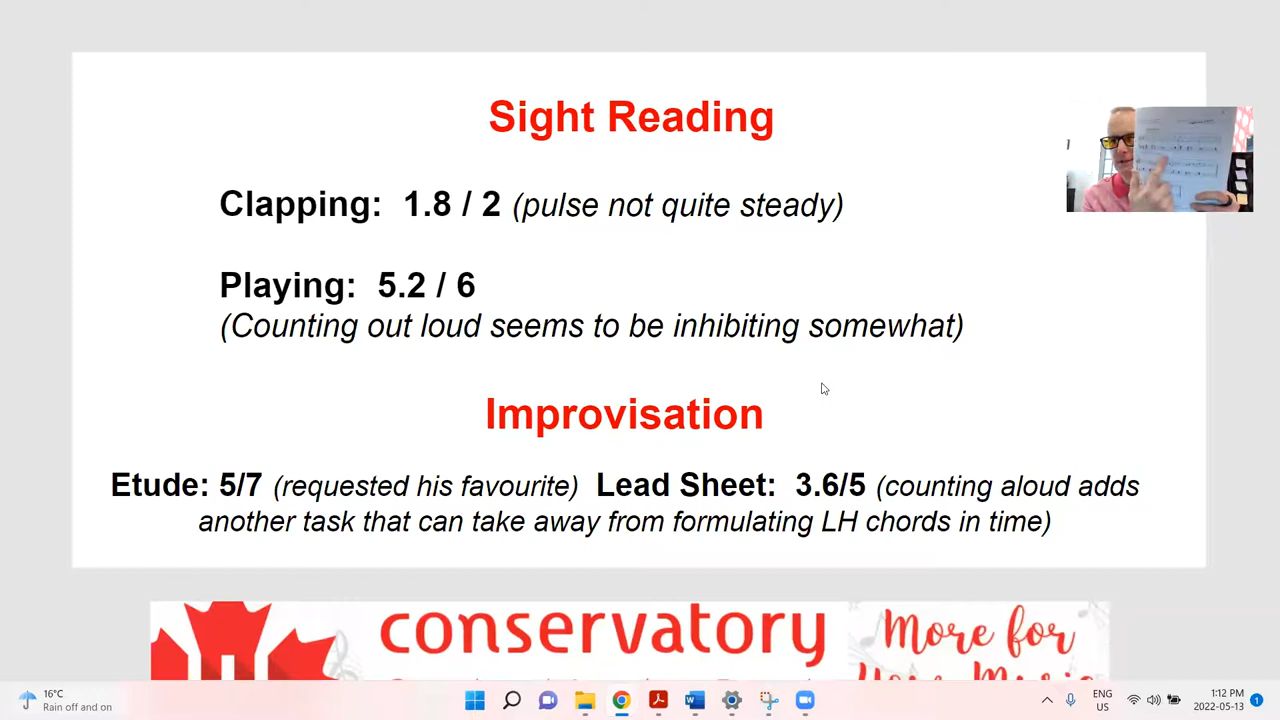 Sight Reading
Clapping: 1.8 / 2 (pulse not quite steady)
Playing: 5.2 / 6
(Counting out loud seems to be inhibiting somewhat)
Improvisation
Etude: 5/7 (requested his favourite) Lead Sheet: 3.6/5 (counting aloud adds
another task that can take away from formulating LH chords in time)
conservatory
More for
16°C
Rain off and on
ENG
US
1:12 PM
2022-05-13
1